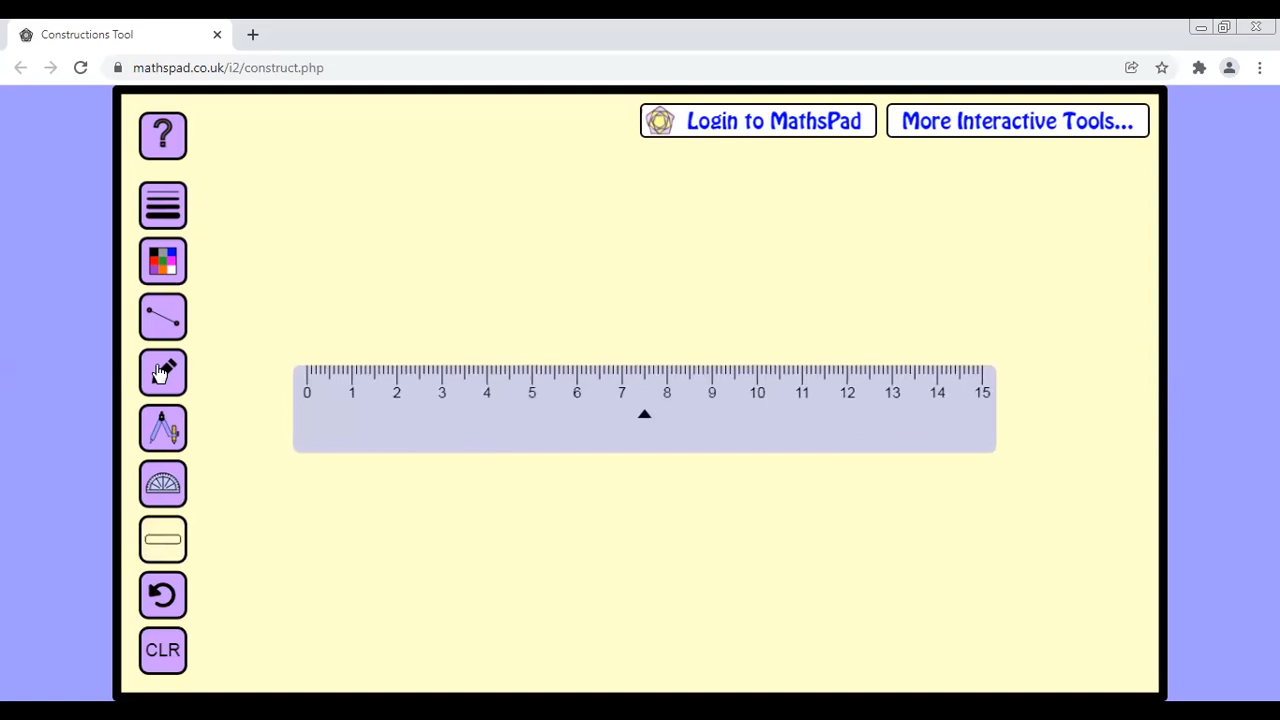 Constructions Tool
mathspad.co.uk/i2/construct.php
?
Login to MathsPad
More Interactive Tools...
0 1 2 3 4 5 6 7 8 9 10 11 12 13 14 15
CLR